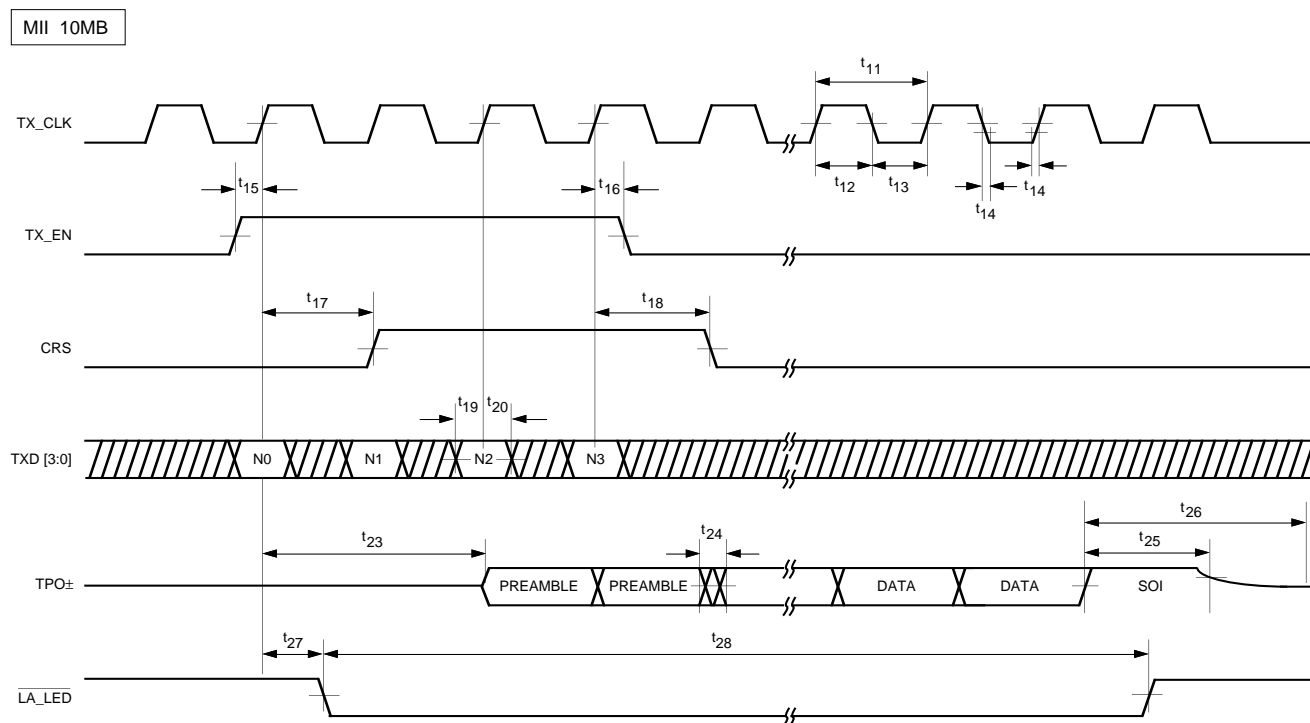 MII 10MB
t11
TX_CLK
t12 t13 t14 t14
t15 t16
TX_EN
t17 t18
CRS
t19 t20
TXD [3:0] N0 N1 N2 N3
t26
t23 t24 t25
TPO± PREAMBLE PREAMBLE DATA DATA SOI
t27 t28
LA_LED